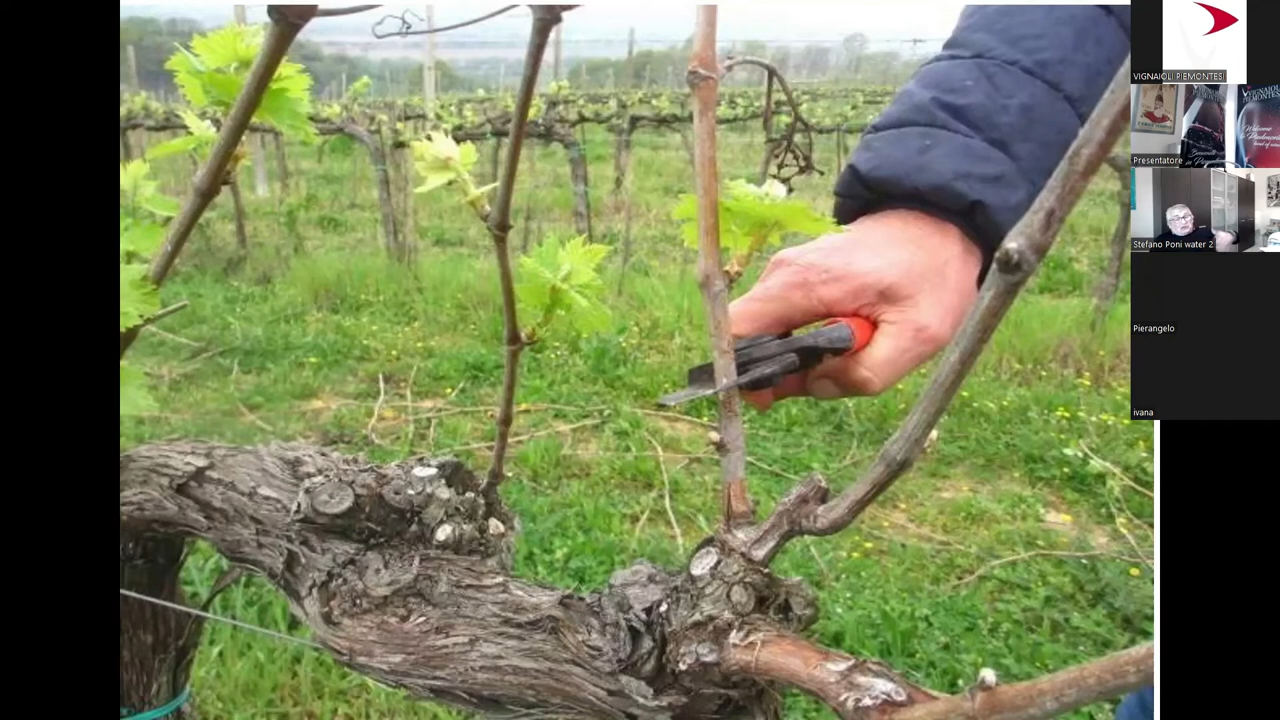 VIGNAIOLI PIEMONTESI
Presentatore
Stefano Poni water 2
Pierangelo
ivana